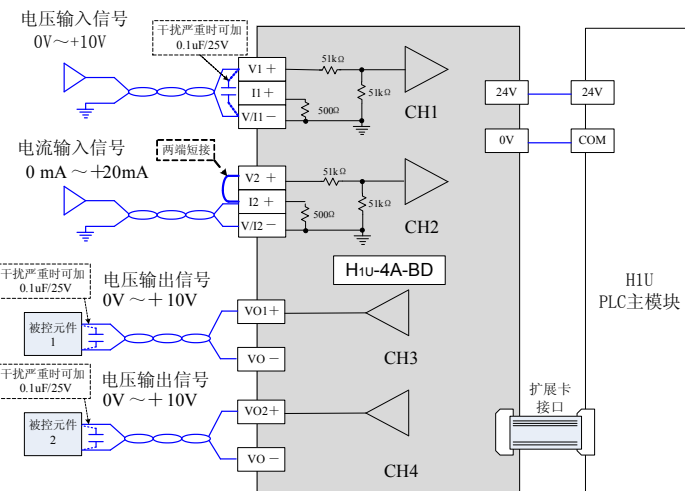 电压输入信号
0V～+10V
干扰严重时可加
0.1uF/25V
V1＋
I1＋
V/I1－
51kΩ
51kΩ
500Ω
CH1
24V
24V
0V
COM
电流输入信号
0 mA ～＋20mA
两端短接
V2 ＋
I2 ＋
V/I2－
51kΩ
51kΩ
500Ω
CH2
H1U-4A-BD
H1U
PLC主模块
干扰严重时可加
0.1uF/25V
电压输出信号
0V ～＋10V
被控元件
1
VO1＋
VO－
CH3
干扰严重时可加
0.1uF/25V
电压输出信号
0V ～＋10V
被控元件
2
VO2＋
VO－
CH4
扩展卡
接口